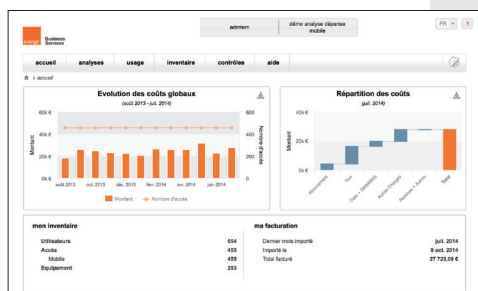 orange
Business
Services
admtem
démo analyse dépense
mobile
FR
?
accueil
analyses
usage
inventaire
contrôles
aide
> accueil
Evolution des coûts globaux
(août 2013 - juil. 2014)
60k €
40k €
20k €
0k €
Montant
600
400
200
0
Nombre d'accès
août 2013
oct. 2013
déc. 2013
févr. 2014
avr. 2014
juin 2014
Montant
Nombre d'accès
Répartition des coûts
(juil. 2014)
40k €
20k €
0k €
Montant
Abonnement
Voix
Data + SMS/MMS
Autres Charges
Remises + Autres
Total
mon inventaire
Utilisateurs 654
Accès 455
Mobile 455
Equipement 293
ma facturation
Dernier mois importé juil. 2014
Importé le 9 oct. 2014
Total facturé 27 723,09 €